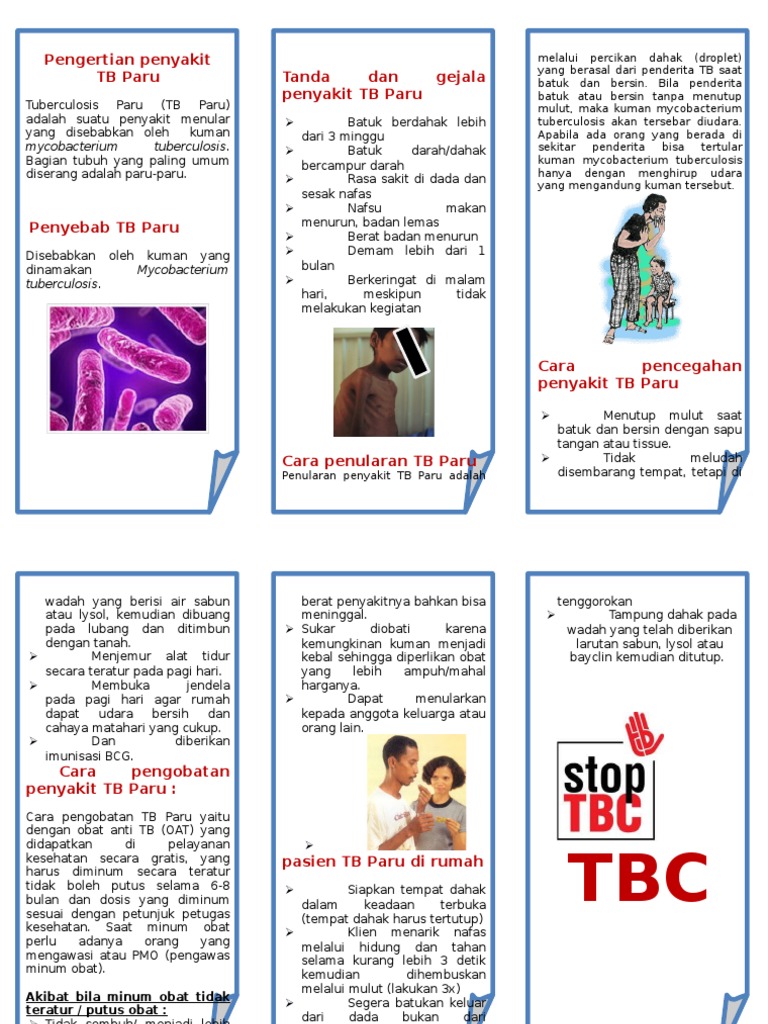 Pengertian penyakit
TB Paru
Tuberculosis Paru (TB Paru)
adalah suatu penyakit menular
yang disebabkan oleh kuman
mycobacterium tuberculosis.
Bagian tubuh yang paling umum
diserang adalah paru-paru.
Penyebab TB Paru
Disebabkan oleh kuman yang
dinamakan Mycobacterium
tuberculosis.
Tanda dan gejala
penyakit TB Paru
➢ Batuk berdahak lebih
dari 3 minggu
➢ Batuk darah/dahak
bercampur darah
➢ Rasa sakit di dada dan
sesak nafas
➢ Nafsu makan
menurun, badan lemas
➢ Berat badan menurun
➢ Demam lebih dari 1
bulan
➢ Berkeringat di malam
hari, meskipun tidak
melakukan kegiatan
Cara penularan TB Paru
Penularan penyakit TB Paru adalah
melalui percikan dahak (droplet)
yang berasal dari penderita TB saat
batuk dan bersin. Bila penderita
batuk atau bersin tanpa menutup
mulut, maka kuman mycobacterium
tuberculosis akan tersebar diudara.
Apabila ada orang yang berada di
sekitar penderita bisa tertular
kuman mycobacterium tuberculosis
hanya dengan menghirup udara
yang mengandung kuman tersebut.
Cara pencegahan
penyakit TB Paru
➢ Menutup mulut saat
batuk dan bersin dengan sapu
tangan atau tissue.
➢ Tidak meludah
disembarang tempat, tetapi di
wadah yang berisi air sabun
atau lysol, kemudian dibuang
pada lubang dan ditimbun
dengan tanah.
➢ Menjemur alat tidur
secara teratur pada pagi hari.
➢ Membuka jendela
pada pagi hari agar rumah
dapat udara bersih dan
cahaya matahari yang cukup.
➢ Dan diberikan
imunisasi BCG.
Cara pengobatan
penyakit TB Paru :
Cara pengobatan TB Paru yaitu
dengan obat anti TB (OAT) yang
didapatkan di pelayanan
kesehatan secara gratis, yang
harus diminum secara teratur
tidak boleh putus selama 6-8
bulan dan dosis yang diminum
sesuai dengan petunjuk petugas
kesehatan. Saat minum obat
perlu adanya orang yang
mengawasi atau PMO (pengawas
minum obat).
Akibat bila minum obat tidak
teratur / putus obat :
➢ Tidak sembuh/ menjadi lebih
berat penyakitnya bahkan bisa
meninggal.
➢ Sukar diobati karena
kemungkinan kuman menjadi
kebal sehingga diperlikan obat
yang lebih ampuh/mahal
harganya.
➢ Dapat menularkan
kepada anggota keluarga atau
orang lain.
➢
pasien TB Paru di rumah
➢ Siapkan tempat dahak
dalam keadaan terbuka
(tempat dahak harus tertutup)
➢ Klien menarik nafas
melalui hidung dan tahan
selama kurang lebih 3 detik
kemudian dihembuskan
melalui mulut (lakukan 3x)
➢ Segera batukan keluar
dari dada bukan dari
tenggorokan
➢ Tampung dahak pada
wadah yang telah diberikan
larutan sabun, lysol atau
bayclin kemudian ditutup.
stop
TBC
TBC